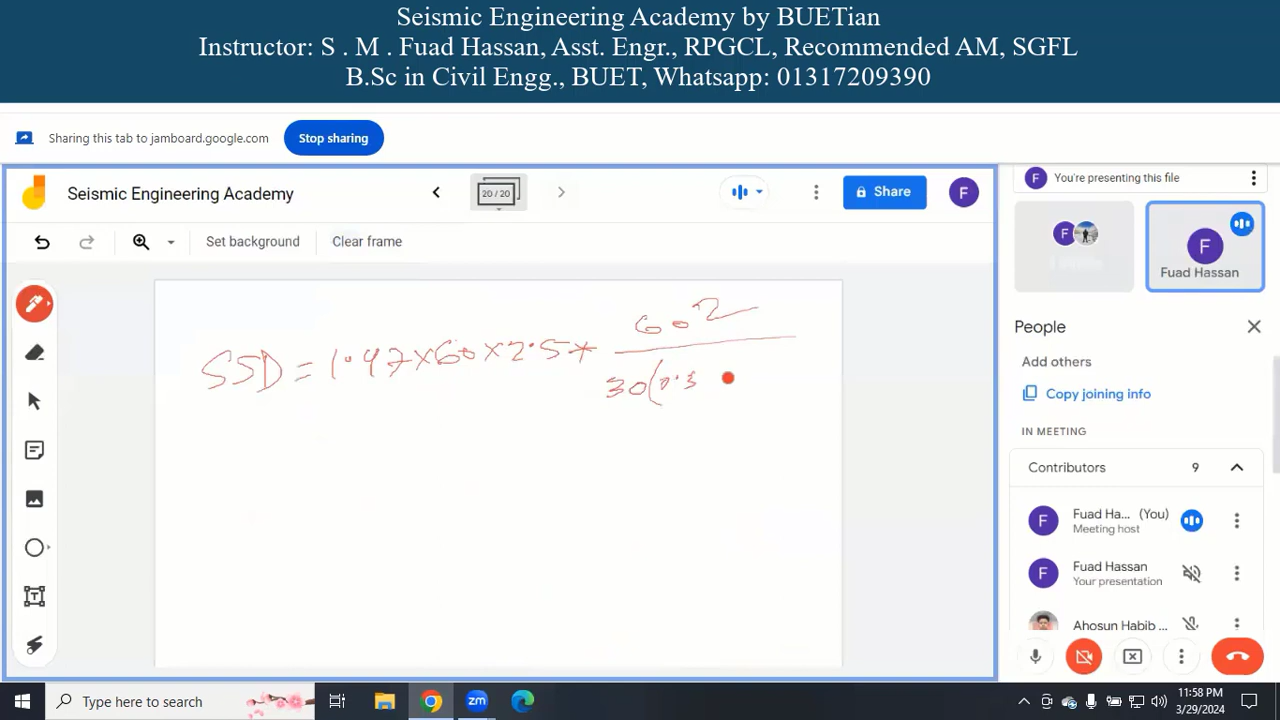 Seismic Engineering Academy by BUETian
Instructor: S . M . Fuad Hassan, Asst. Engr., RPGCL, Recommended AM, SGFL
B.Sc in Civil Engg., BUET, Whatsapp: 01317209390
Sharing this tab to jamboard.google.com
Stop sharing
Seismic Engineering Academy
20 / 20
Share
F
Set background
Clear frame
SSD = 1.47 × 60 × 2.5 +
60²
30(0.3
F
You're presenting this file
F
F
Fuad Hassan
People
Add others
Copy joining info
IN MEETING
Contributors
9
F
Fuad Ha... (You)
Meeting host
F
Fuad Hassan
Your presentation
Ahosun Habib ...
Type here to search
zm
11:58 PM
3/29/2024